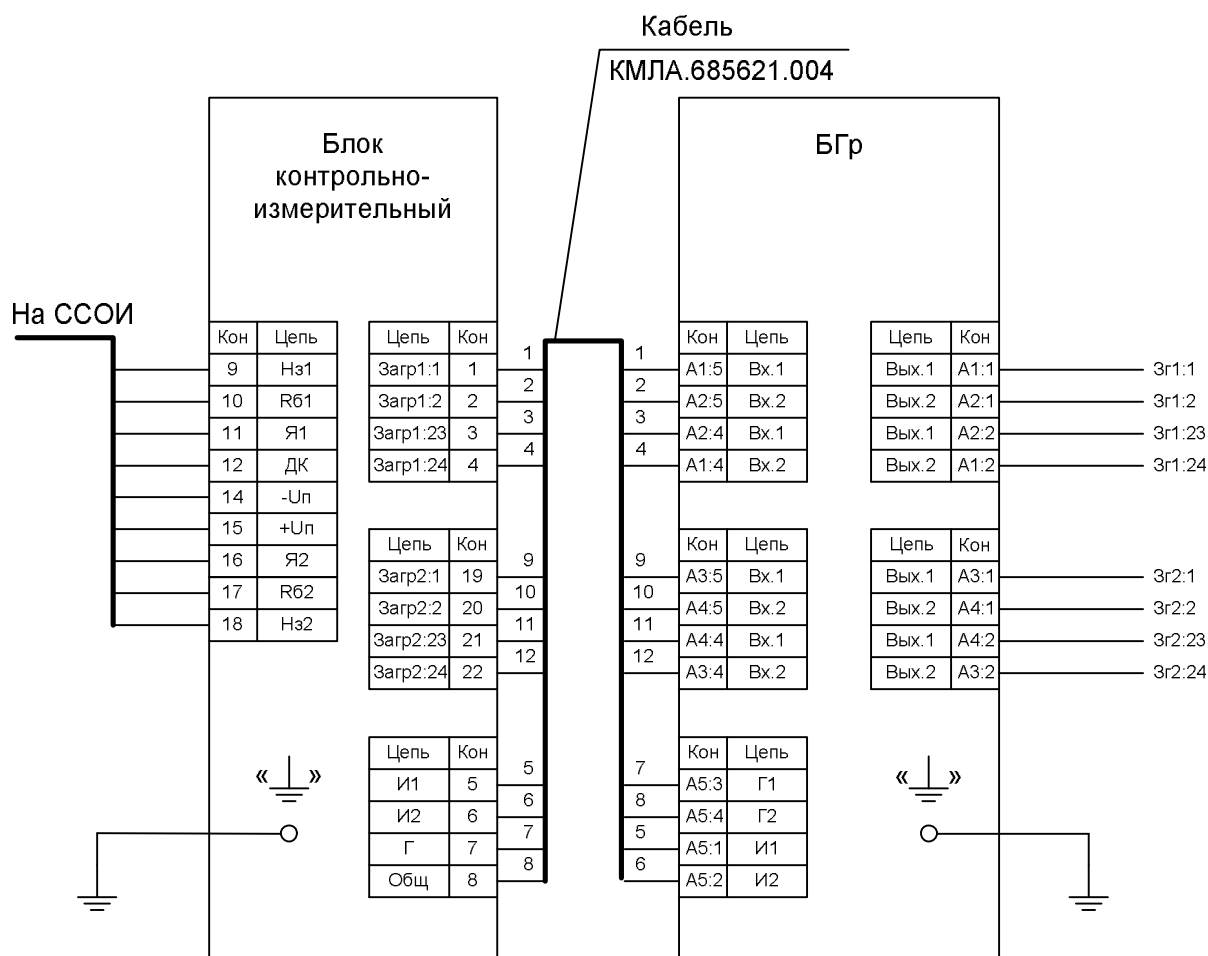 Кабель
КМЛА.685621.004
Блок
контрольно-
измерительный
БГр
На ССОИ
Кон Цепь
9 Нз1
10 Rб1
11 Я1
12 ДК
14 -Uп
15 +Uп
16 Я2
17 Rб2
18 Нз2
Цепь Кон
Загр1:1 1 1
Загр1:2 2 2
Загр1:23 3 3
Загр1:24 4 4
Цепь Кон
Загр2:1 19 9
Загр2:2 20 10
Загр2:23 21 11
Загр2:24 22 12
Цепь Кон
И1 5 5
И2 6 6
Г 7 7
Общ 8 8
« »
Кон Цепь
1 А1:5 Вх.1
2 А2:5 Вх.2
3 А2:4 Вх.1
4 А1:4 Вх.2
Кон Цепь
9 А3:5 Вх.1
10 А4:5 Вх.2
11 А4:4 Вх.1
12 А3:4 Вх.2
Кон Цепь
7 А5:3 Г1
8 А5:4 Г2
5 А5:1 И1
6 А5:2 И2
Цепь Кон
Вых.1 А1:1 Зг1:1
Вых.2 А2:1 Зг1:2
Вых.1 А2:2 Зг1:23
Вых.2 А1:2 Зг1:24
Цепь Кон
Вых.1 А3:1 Зг2:1
Вых.2 А4:1 Зг2:2
Вых.1 А4:2 Зг2:23
Вых.2 А3:2 Зг2:24
« »